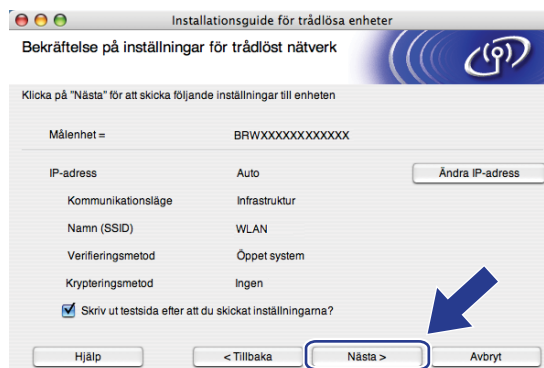 Installationsguide för trådlösa enheter
Bekräftelse på inställningar för trådlöst nätverk
Klicka på "Nästa" för att skicka följande inställningar till enheten
Målenhet = BRWXXXXXXXXXXXX
IP-adress Auto Ändra IP-adress
Kommunikationsläge Infrastruktur
Namn (SSID) WLAN
Verifieringsmetod Öppet system
Krypteringsmetod Ingen
Skriv ut testsida efter att du skickat inställningarna?
Hjälp < Tillbaka Nästa > Avbryt